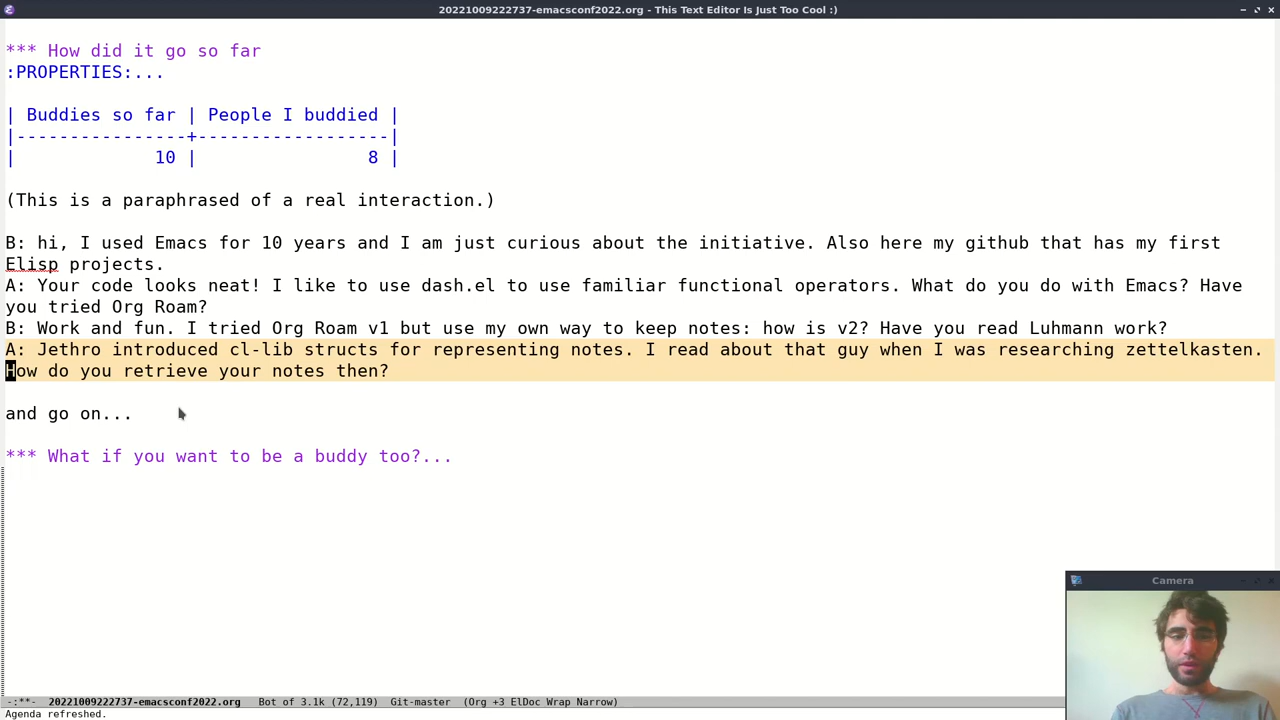 20221009222737-emacsconf2022.org - This Text Editor Is Just Too Cool :)
*** How did it go so far
:PROPERTIES:...
| Buddies so far | People I buddied |
|----------------+------------------|
| 10 | 8 |
(This is a paraphrased of a real interaction.)
B: hi, I used Emacs for 10 years and I am just curious about the initiative. Also here my github that has my first
Elisp projects.
A: Your code looks neat! I like to use dash.el to use familiar functional operators. What do you do with Emacs? Have
you tried Org Roam?
B: Work and fun. I tried Org Roam v1 but use my own way to keep notes: how is v2? Have you read Luhmann work?
A: Jethro introduced cl-lib structs for representing notes. I read about that guy when I was researching zettelkasten.
How do you retrieve your notes then?
and go on...
*** What if you want to be a buddy too?...
Camera
-:**- 20221009222737-emacsconf2022.org Bot of 3.1k (72,119) Git-master (Org +3 ElDoc Wrap Narrow)
Agenda refreshed.